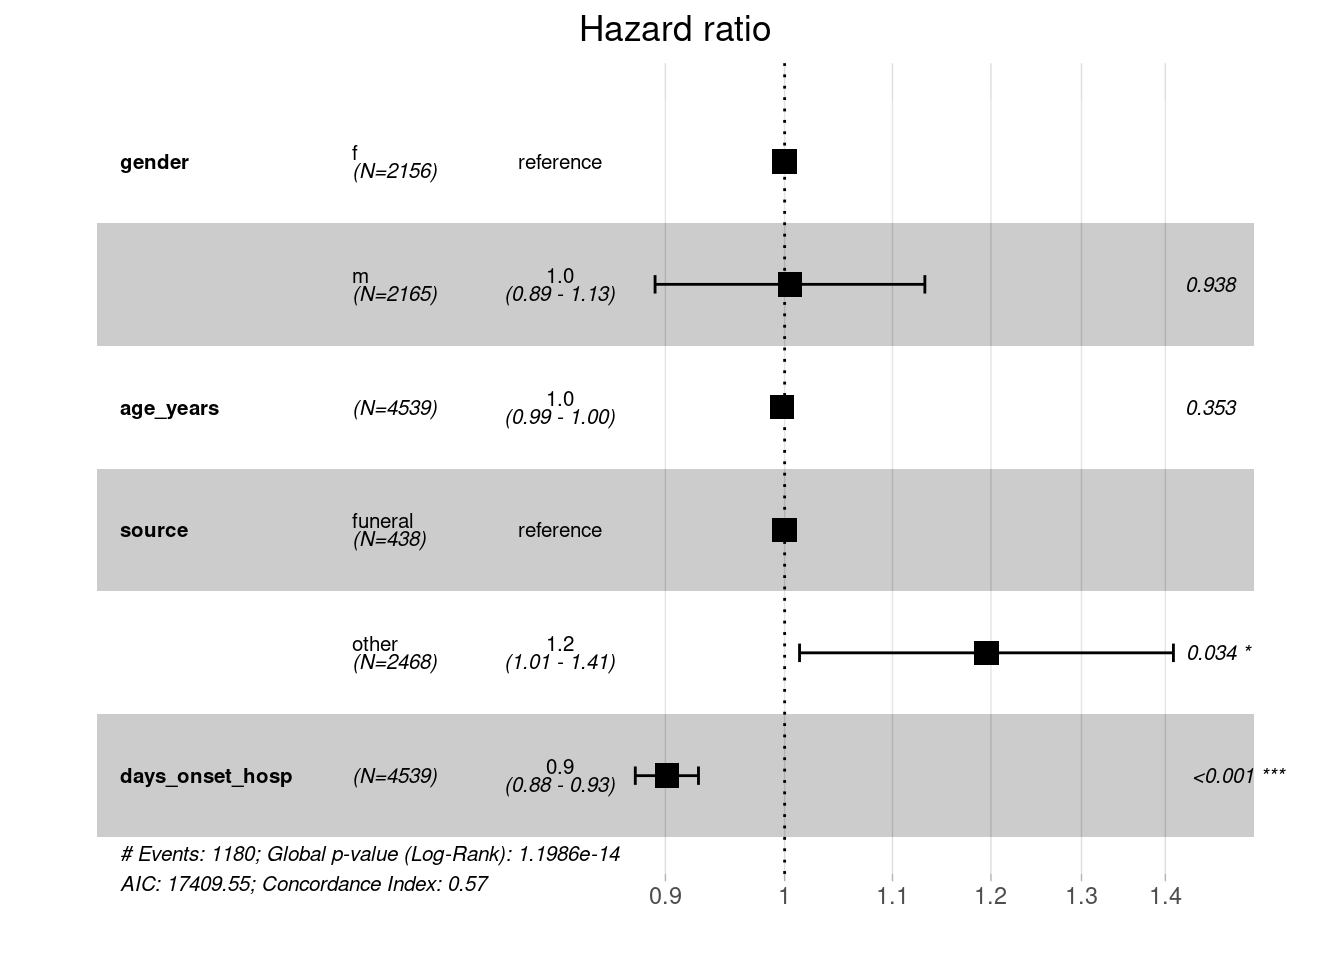 Hazard ratio
gender f reference
(N=2156)
m 1.0
(N=2165) (0.89 - 1.13) 0.938
age_years (N=4539) 1.0 0.353
(0.99 - 1.00)
source funeral reference
(N=438)
other 1.2
(N=2468) (1.01 - 1.41) 0.034 *
days_onset_hosp (N=4539) 0.9 <0.001 ***
(0.88 - 0.93)
# Events: 1180; Global p-value (Log-Rank): 1.1986e-14
AIC: 17409.55; Concordance Index: 0.57
0.9 1 1.1 1.2 1.3 1.4